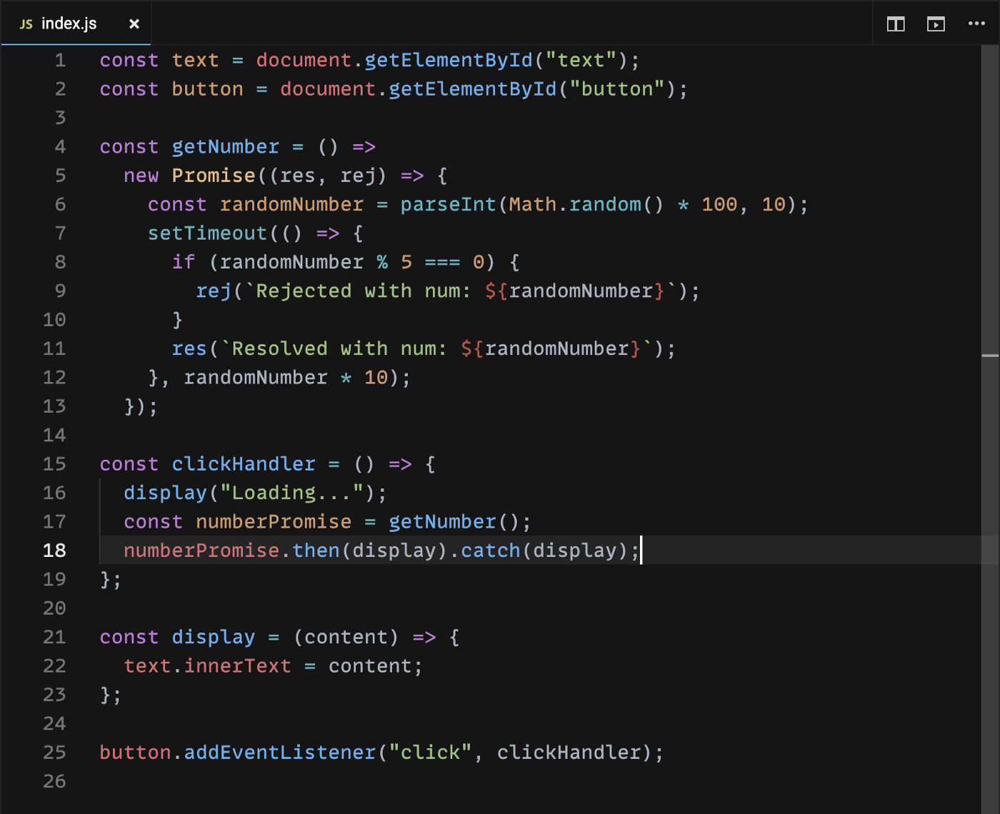 JS index.js ×
1 const text = document.getElementById("text");
2 const button = document.getElementById("button");
3
4 const getNumber = () =>
5   new Promise((res, rej) => {
6     const randomNumber = parseInt(Math.random() * 100, 10);
7     setTimeout(() => {
8       if (randomNumber % 5 === 0) {
9         rej(`Rejected with num: ${randomNumber}`);
10       }
11       res(`Resolved with num: ${randomNumber}`);
12     }, randomNumber * 10);
13   });
14
15 const clickHandler = () => {
16   display("Loading...");
17   const numberPromise = getNumber();
18   numberPromise.then(display).catch(display);
19 };
20
21 const display = (content) => {
22   text.innerText = content;
23 };
24
25 button.addEventListener("click", clickHandler);
26